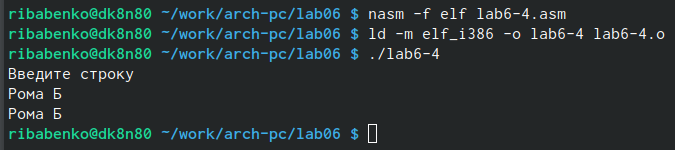 ribabenko@dk8n80 ~/work/arch-pc/lab06 $ nasm -f elf lab6-4.asm
ribabenko@dk8n80 ~/work/arch-pc/lab06 $ ld -m elf_i386 -o lab6-4 lab6-4.o
ribabenko@dk8n80 ~/work/arch-pc/lab06 $ ./lab6-4
Введите строку
Рома Б
Рома Б
ribabenko@dk8n80 ~/work/arch-pc/lab06 $